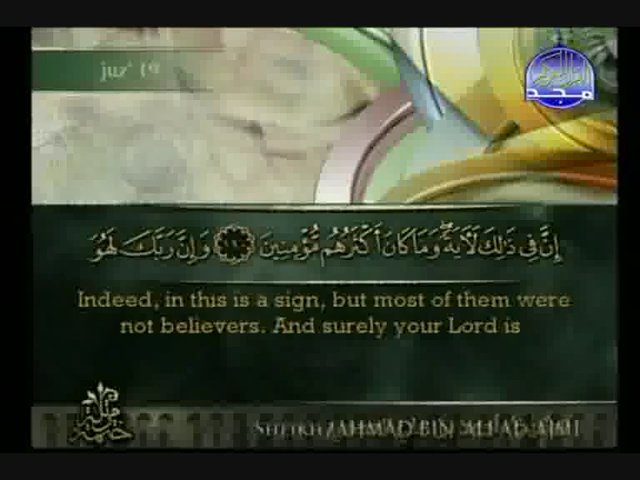 juz' 19
مجد
إِنَّ فِي ذَٰلِكَ لَآيَةً ۖ وَمَا كَانَ أَكْثَرُهُم مُّؤْمِنِينَ وَإِنَّ رَبَّكَ لَهُوَ
Indeed, in this is a sign, but most of them were
not believers. And surely your Lord is
SHEIKH AHMAD BIN 'ALI AL-'AJMI